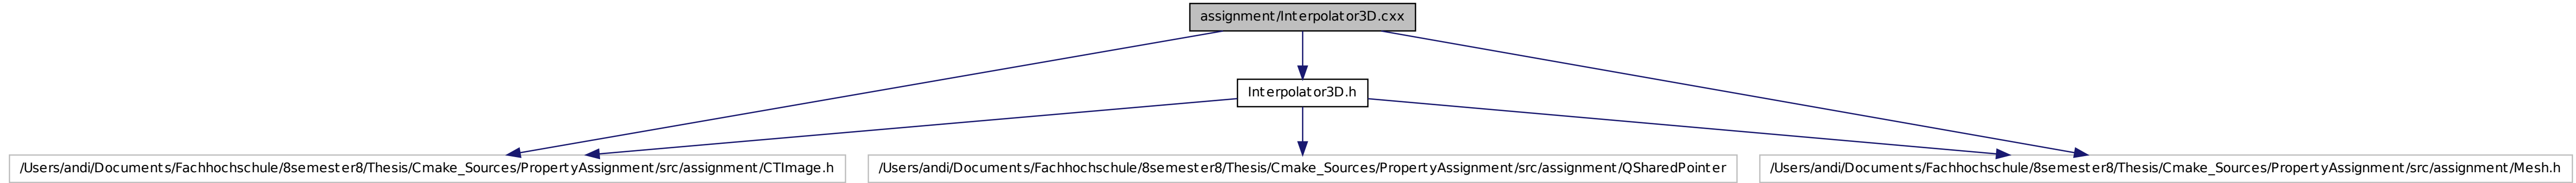 assignment/Interpolator3D.cxx
Interpolator3D.h
/Users/andi/Documents/Fachhochschule/8semester8/Thesis/Cmake_Sources/PropertyAssignment/src/assignment/CTImage.h
/Users/andi/Documents/Fachhochschule/8semester8/Thesis/Cmake_Sources/PropertyAssignment/src/assignment/QSharedPointer
/Users/andi/Documents/Fachhochschule/8semester8/Thesis/Cmake_Sources/PropertyAssignment/src/assignment/Mesh.h